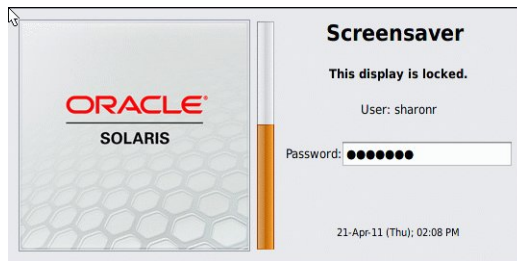 ORACLE
SOLARIS
Screensaver
This display is locked.
User: sharonr
Password: ●●●●●●●
21-Apr-11 (Thu); 02:08 PM